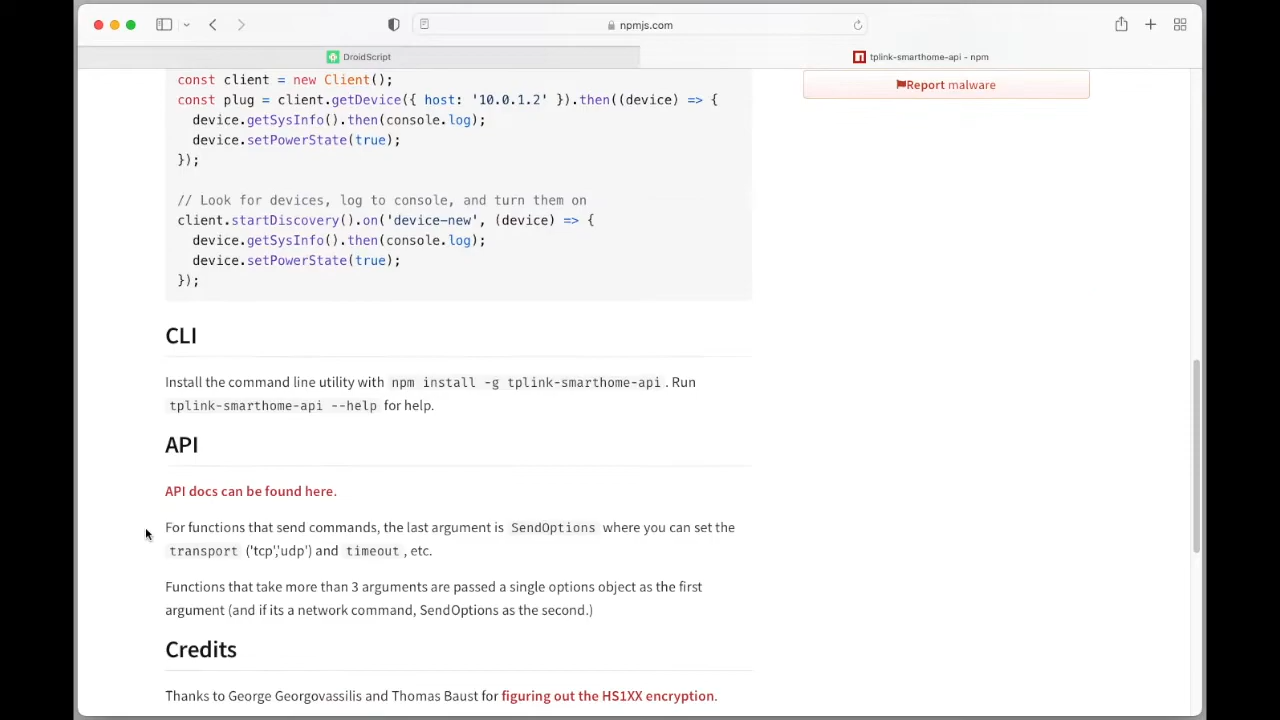 npmjs.com
DroidScript
tplink-smarthome-api - npm
const client = new Client();
const plug = client.getDevice({ host: '10.0.1.2' }).then((device) => {
  device.getSysInfo().then(console.log);
  device.setPowerState(true);
});
// Look for devices, log to console, and turn them on
client.startDiscovery().on('device-new', (device) => {
  device.getSysInfo().then(console.log);
  device.setPowerState(true);
});
Report malware
CLI
Install the command line utility with npm install -g tplink-smarthome-api . Run
tplink-smarthome-api --help for help.
API
API docs can be found here.
For functions that send commands, the last argument is SendOptions where you can set the
transport ('tcp','udp') and timeout , etc.
Functions that take more than 3 arguments are passed a single options object as the first
argument (and if its a network command, SendOptions as the second.)
Credits
Thanks to George Georgovassilis and Thomas Baust for figuring out the HS1XX encryption.